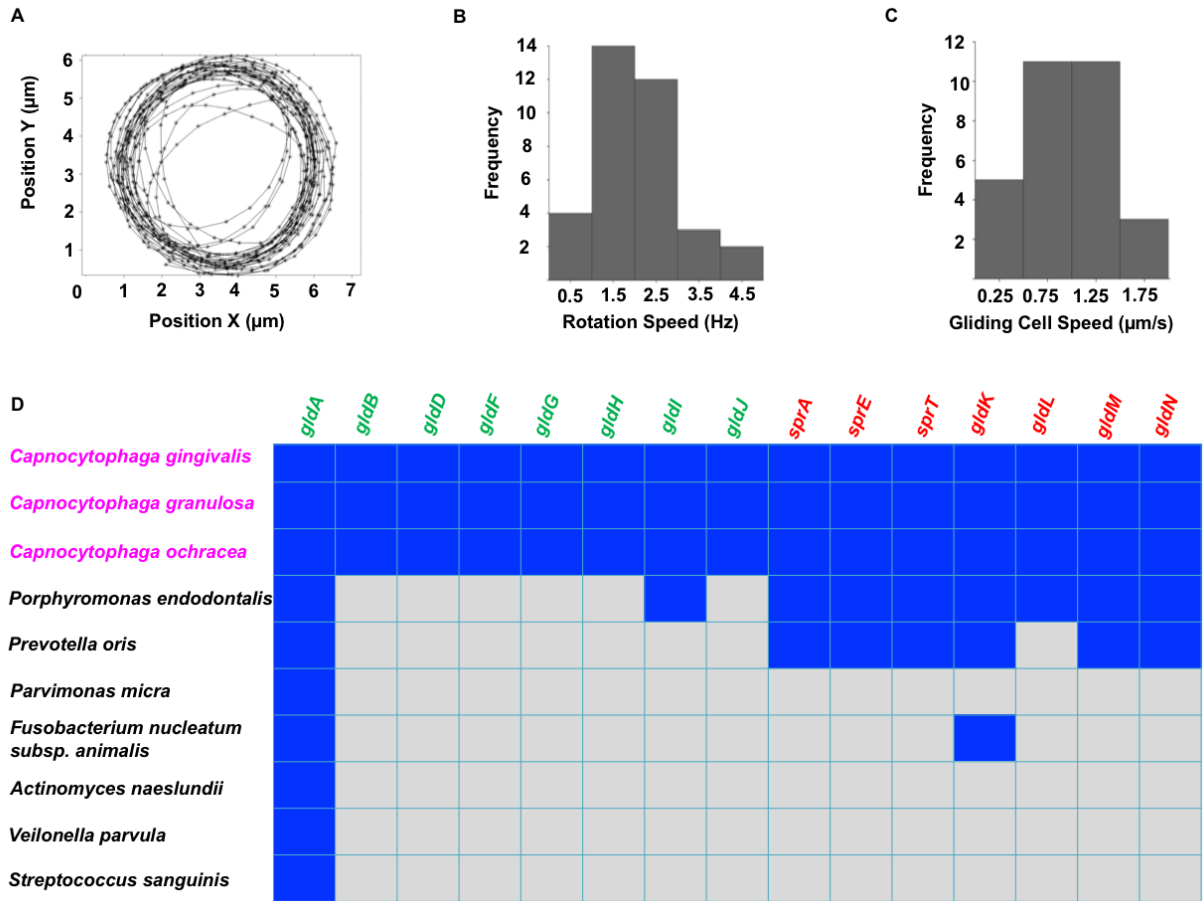 A
Position Y (µm)
6
5
4
3
2
1
0 1 2 3 4 5 6 7
Position X (µm)
B
Frequency
14
12
10
8
6
4
2
0.5 1.5 2.5 3.5 4.5
Rotation Speed (Hz)
C
Frequency
12
10
8
6
4
2
0.25 0.75 1.25 1.75
Gliding Cell Speed (µm/s)
D
gldA gldB gldD gldF gldG gldH gldI gldJ sprA sprE sprT gldK gldL gldM gldN
Capnocytophaga gingivalis
Capnocytophaga granulosa
Capnocytophaga ochracea
Porphyromonas endodontalis
Prevotella oris
Parvimonas micra
Fusobacterium nucleatum
subsp. animalis
Actinomyces naeslundii
Veilonella parvula
Streptococcus sanguinis